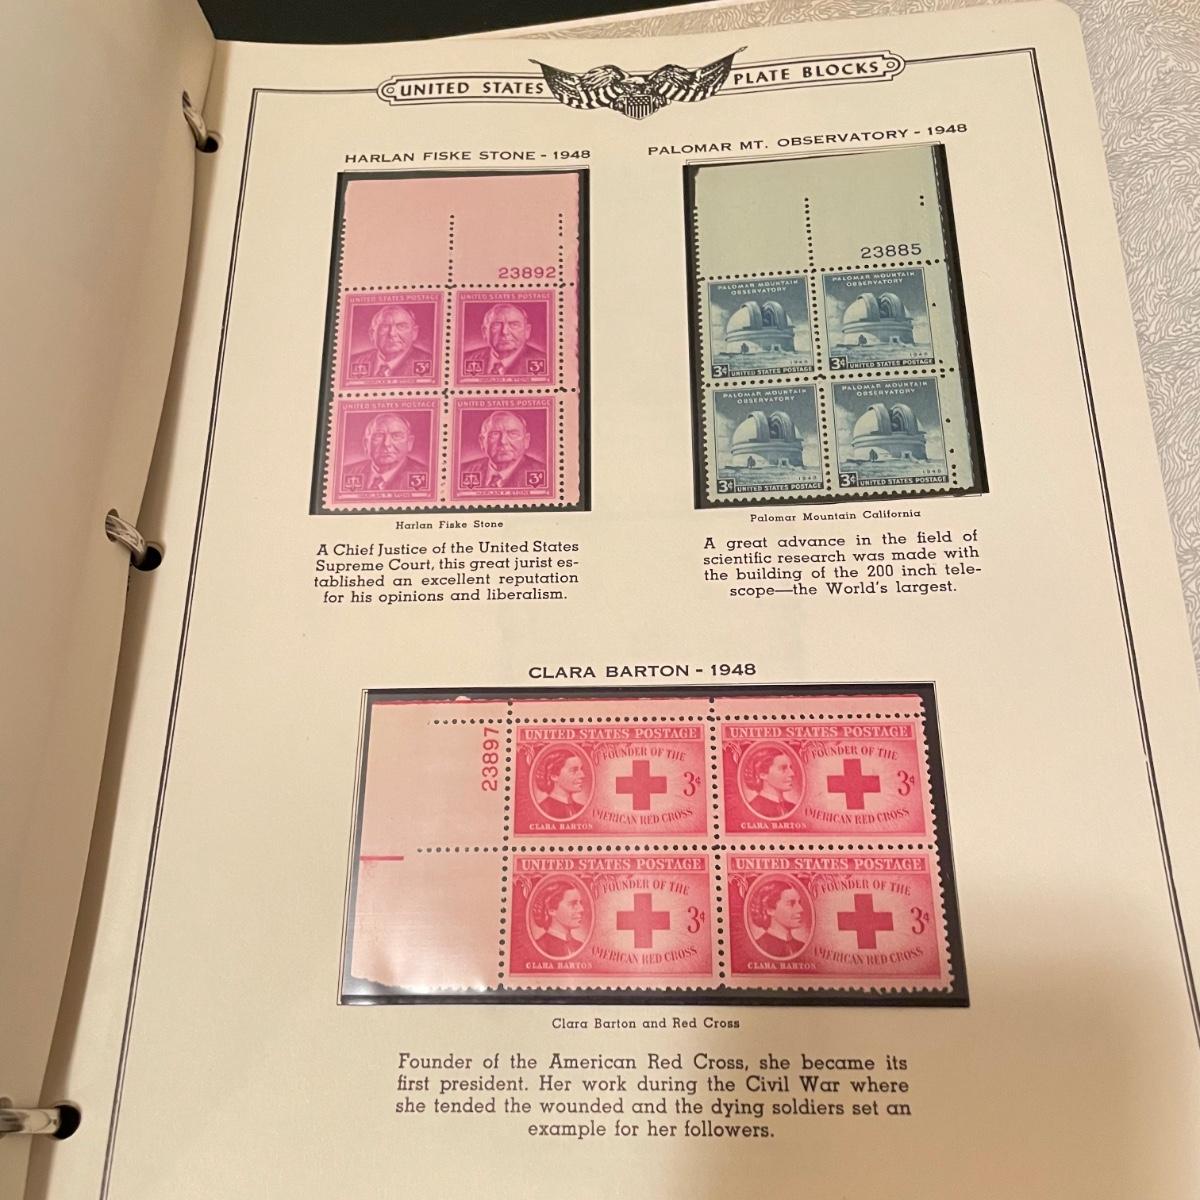 UNITED STATES PLATE BLOCKS
HARLAN FISKE STONE - 1948
23892
UNITED STATES POSTAGE
3¢
HARLAN F. STONE
UNITED STATES POSTAGE
3¢
HARLAN F. STONE
UNITED STATES POSTAGE
3¢
HARLAN F. STONE
UNITED STATES POSTAGE
3¢
HARLAN F. STONE
Harlan Fiske Stone
A Chief Justice of the United States
Supreme Court, this great jurist es-
tablished an excellent reputation
for his opinions and liberalism.
PALOMAR MT. OBSERVATORY - 1948
23885
PALOMAR MOUNTAIN
OBSERVATORY
1948
3¢ UNITED STATES POSTAGE
PALOMAR MOUNTAIN
OBSERVATORY
1948
3¢ UNITED STATES POSTAGE
PALOMAR MOUNTAIN
OBSERVATORY
1948
3¢ UNITED STATES POSTAGE
PALOMAR MOUNTAIN
OBSERVATORY
1948
3¢ UNITED STATES POSTAGE
Palomar Mountain California
A great advance in the field of
scientific research was made with
the building of the 200 inch tele-
scope—the World's largest.
CLARA BARTON - 1948
23897
UNITED STATES POSTAGE
FOUNDER OF THE
3¢
AMERICAN RED CROSS
CLARA BARTON
UNITED STATES POSTAGE
FOUNDER OF THE
3¢
AMERICAN RED CROSS
CLARA BARTON
UNITED STATES POSTAGE
FOUNDER OF THE
3¢
AMERICAN RED CROSS
CLARA BARTON
UNITED STATES POSTAGE
FOUNDER OF THE
3¢
AMERICAN RED CROSS
CLARA BARTON
Clara Barton and Red Cross
Founder of the American Red Cross, she became its
first president. Her work during the Civil War where
she tended the wounded and the dying soldiers set an
example for her followers.